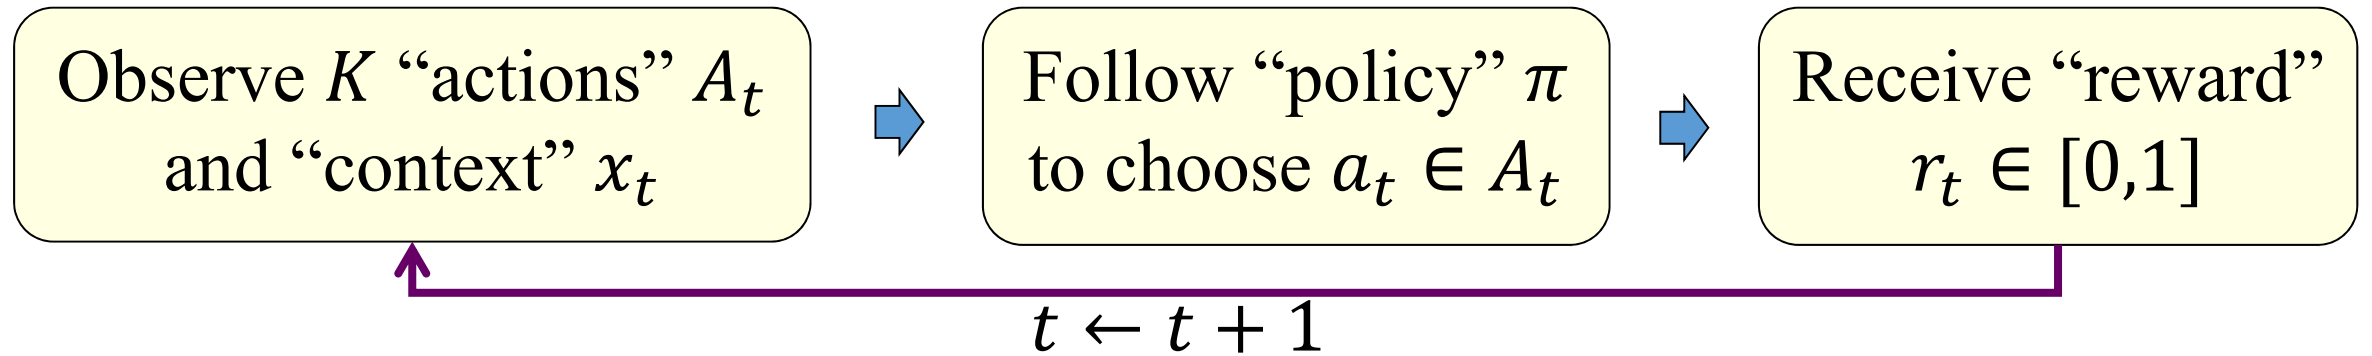 Observe K “actions” A_t
and “context” x_t
Follow “policy” π
to choose a_t ∈ A_t
Receive “reward”
r_t ∈ [0,1]
t ← t + 1